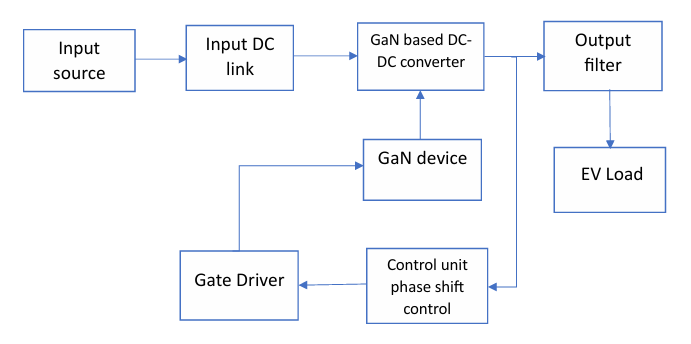 Input
source
Input DC
link
GaN based DC-
DC converter
Output
filter
GaN device
EV Load
Gate Driver
Control unit
phase shift
control